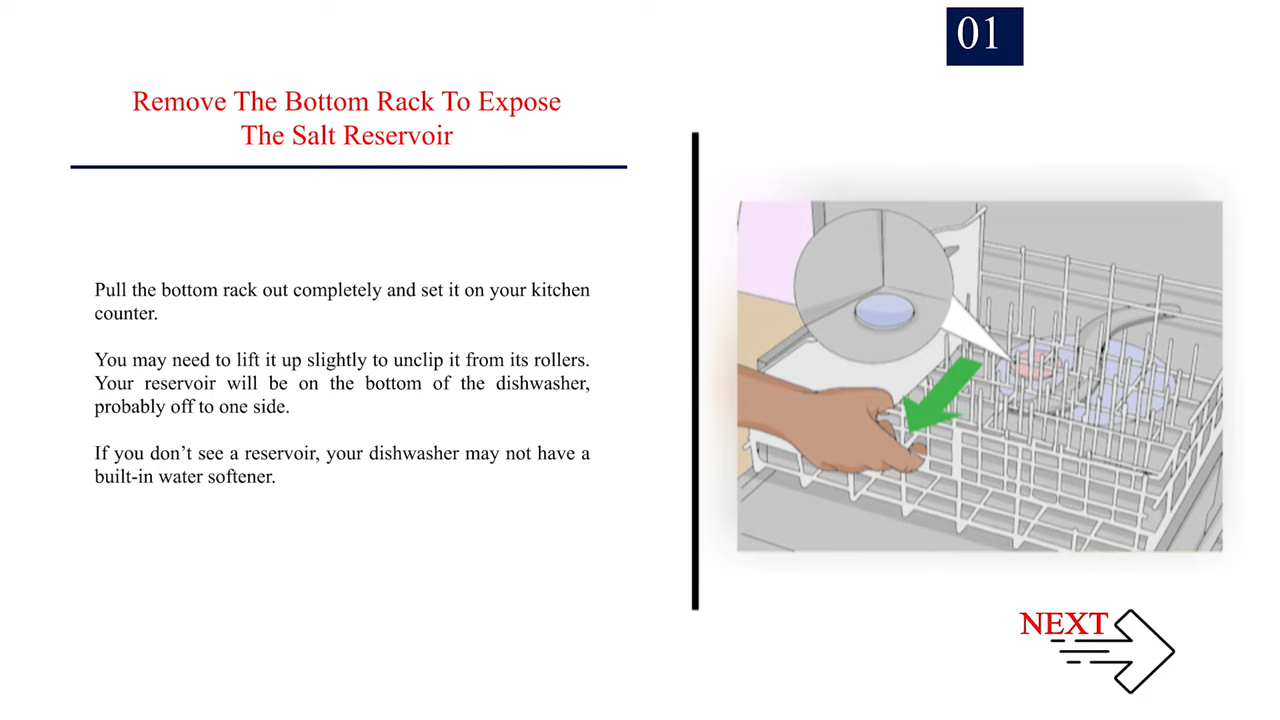 01
Remove The Bottom Rack To Expose
The Salt Reservoir
Pull the bottom rack out completely and set it on your kitchen
counter.
You may need to lift it up slightly to unclip it from its rollers.
Your reservoir will be on the bottom of the dishwasher,
probably off to one side.
If you don’t see a reservoir, your dishwasher may not have a
built-in water softener.
NEXT